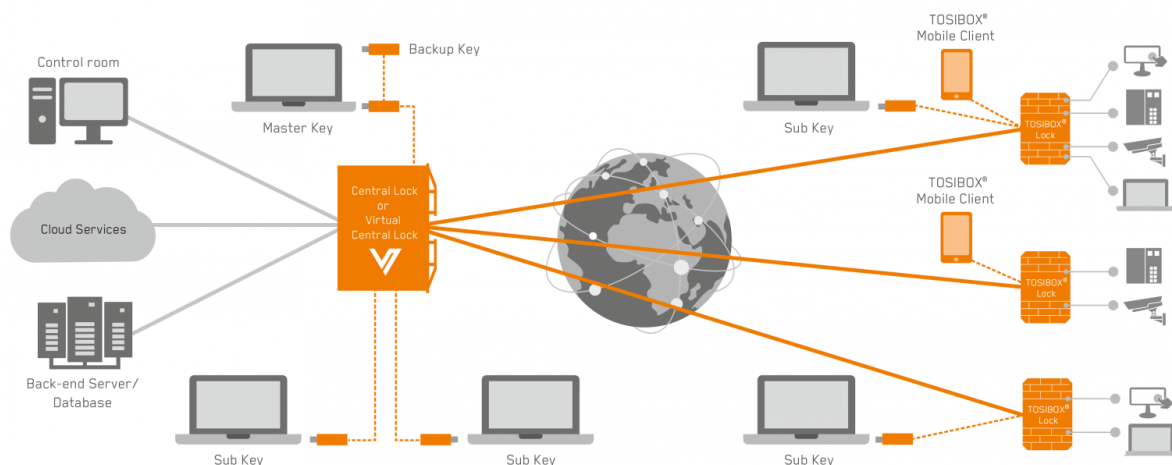 Control room
Cloud Services
Back-end Server/
Database
Backup Key
Master Key
Central Lock
or
Virtual
Central Lock
Sub Key
Sub Key
TOSIBOX®
Mobile Client
Sub Key
TOSIBOX®
Lock
TOSIBOX®
Mobile Client
TOSIBOX®
Lock
Sub Key
TOSIBOX®
Lock